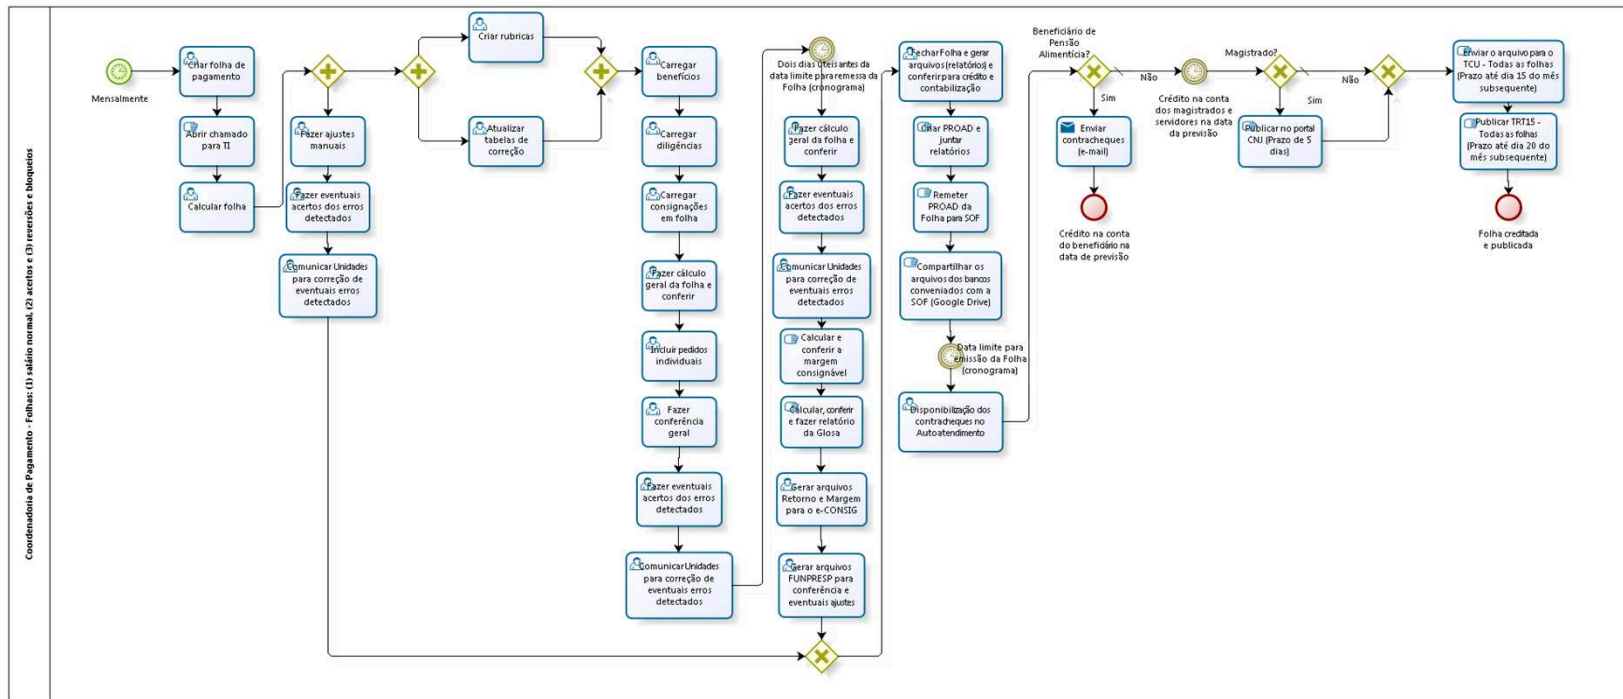 Coordenadoria de Pagamento - Folhas: (1) salário normal, (2) acertos e (3) reversões e bloqueios
Mensalmente
Criar folha de
pagamento
Abrir chamado
para TI
Calcular folha
Fazer ajustes
manuais
Fazer eventuais
acertos dos erros
detectados
Comunicar Unidades
para correção de
eventuais erros
detectados
Criar rubricas
Atualizar
tabelas de
correção
Carregar
benefícios
Carregar
diligências
Carregar
consignações
em folha
Fazer cálculo
geral da folha e
conferir
Incluir pedidos
individuais
Fazer
conferência
geral
Fazer eventuais
acertos dos erros
detectados
Comunicar Unidades
para correção de
eventuais erros
detectados
Dois dias úteis antes da
data limite para remessa da
Folha (cronograma)
Fazer cálculo
geral da folha e
conferir
Fazer eventuais
acertos dos erros
detectados
Comunicar Unidades
para correção de
eventuais erros
detectados
Calcular e
conferir a
margem
consignável
Calcular, conferir
e fazer relatório
da Glosa
Gerar arquivos
Retorno e Margem
para o e-CONSIG
Gerar arquivos
FUNPRESP para
conferência e
eventuais ajustes
Fechar Folha e gerar
arquivos (relatórios) e
conferir para crédito e
contabilização
Criar PROAD e
juntar
relatórios
Remeter
PROAD da
Folha para SOF
Compartilhar os
arquivos dos bancos
conveniados com a
SOF (Google Drive)
Data limite para
emissão da Folha
(cronograma)
Disponibilização dos
contracheques no
Autoatendimento
Beneficiário de
Pensão
Alimentícia?
Não
Sim
Enviar
contracheques
(e-mail)
Crédito na conta
do beneficiário na
data de previsão
Crédito na conta
dos magistrados e
servidores na data
da previsão
Magistrado?
Não
Sim
Publicar no portal
CNJ (Prazo de 5
dias)
Enviar o arquivo para o
TCU - Todas as folhas
(Prazo até dia 15 do mês
subsequente)
Publicar TRT15 -
Todas as folhas
(Prazo até dia 20 do
mês subsequente)
Folha creditada
e publicada